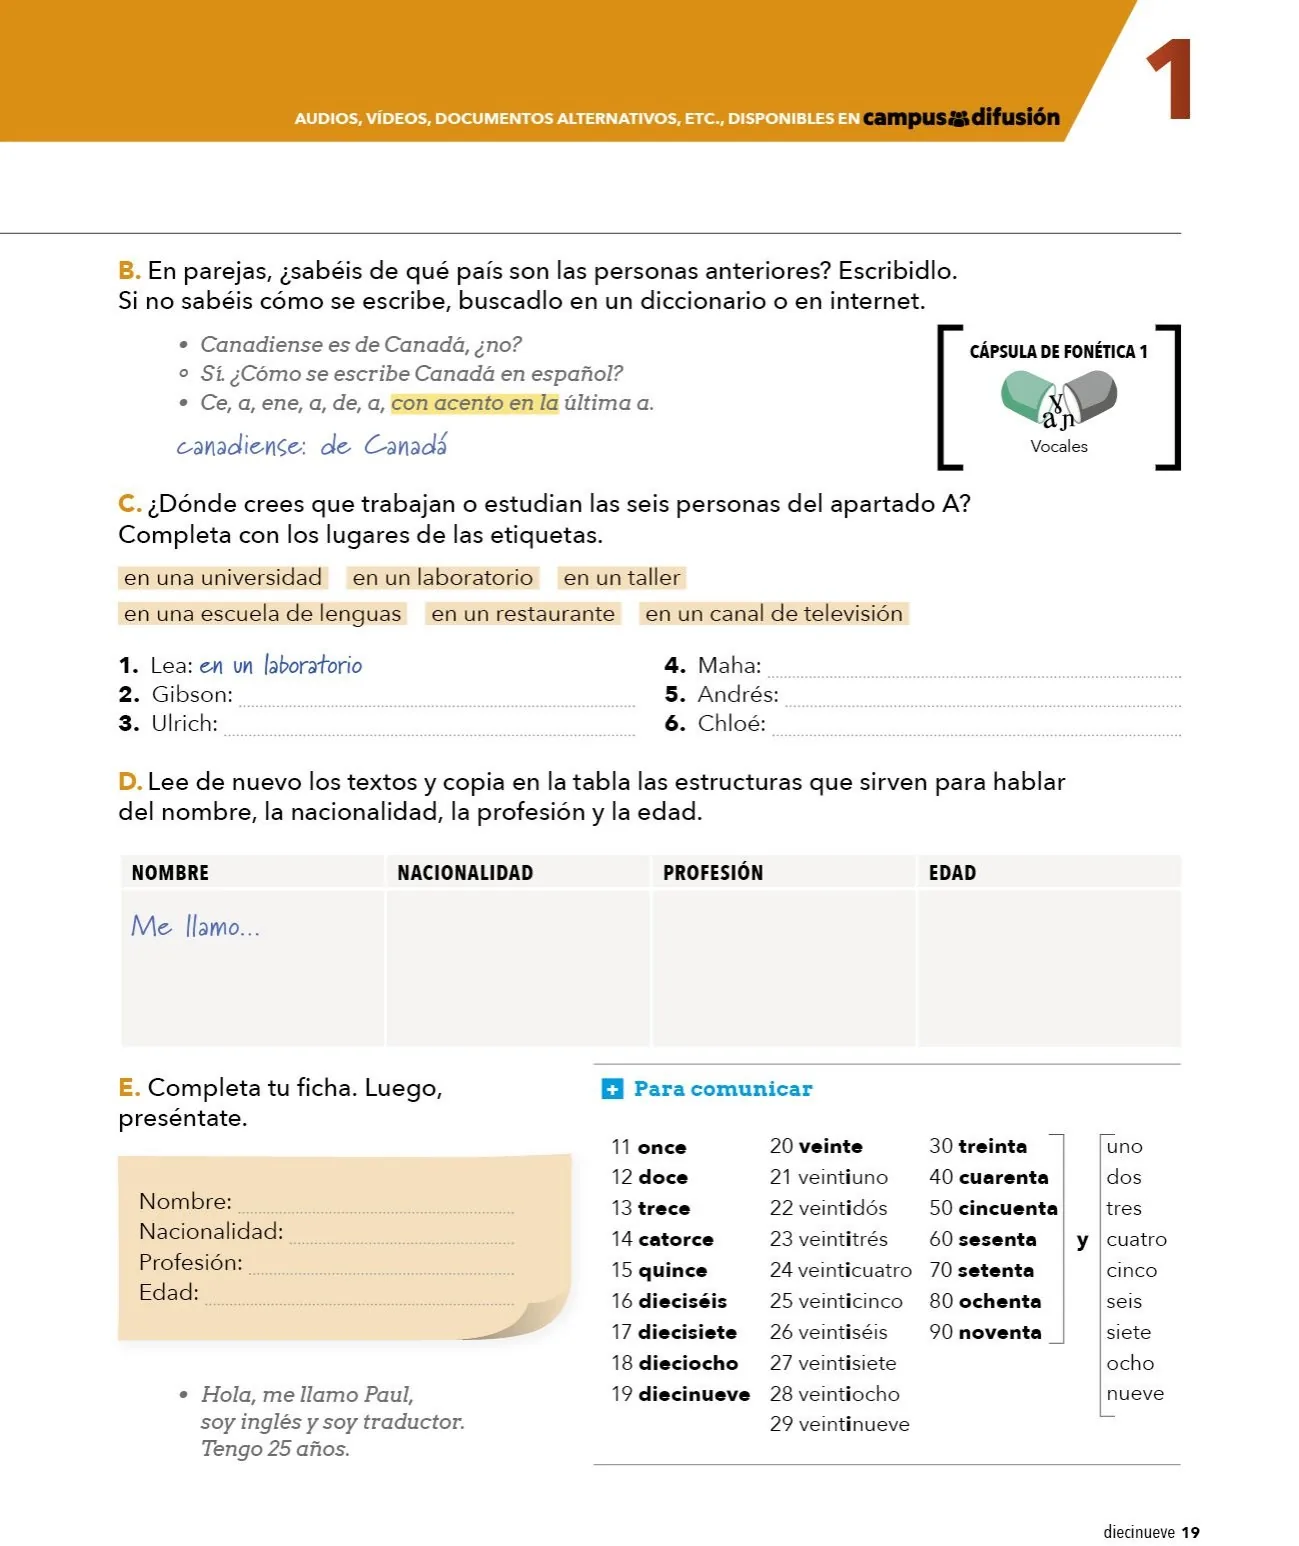 1
AUDIOS, VÍDEOS, DOCUMENTOS ALTERNATIVOS, ETC., DISPONIBLES EN campus difusión
B. En parejas, ¿sabéis de qué país son las personas anteriores? Escribidlo.
Si no sabéis cómo se escribe, buscadlo en un diccionario o en internet.
• Canadiense es de Canadá, ¿no?
○ Sí. ¿Cómo se escribe Canadá en español?
• Ce, a, ene, a, de, a, con acento en la última a.
canadiense: de Canadá
CÁPSULA DE FONÉTICA 1
Vocales
C. ¿Dónde crees que trabajan o estudian las seis personas del apartado A?
Completa con los lugares de las etiquetas.
en una universidad en un laboratorio en un taller
en una escuela de lenguas en un restaurante en un canal de televisión
1. Lea: en un laboratorio
2. Gibson:
3. Ulrich:
4. Maha:
5. Andrés:
6. Chloé:
D. Lee de nuevo los textos y copia en la tabla las estructuras que sirven para hablar
del nombre, la nacionalidad, la profesión y la edad.
NOMBRE NACIONALIDAD PROFESIÓN EDAD
Me llamo...
E. Completa tu ficha. Luego,
preséntate.
Nombre:
Nacionalidad:
Profesión:
Edad:
• Hola, me llamo Paul,
soy inglés y soy traductor.
Tengo 25 años.
+ Para comunicar
11 once
12 doce
13 trece
14 catorce
15 quince
16 dieciséis
17 diecisiete
18 dieciocho
19 diecinueve
20 veinte
21 veintiuno
22 veintidós
23 veintitrés
24 veinticuatro
25 veinticinco
26 veintiséis
27 veintisiete
28 veintiocho
29 veintinueve
30 treinta
40 cuarenta
50 cincuenta
60 sesenta
70 setenta
80 ochenta
90 noventa
y
uno
dos
tres
cuatro
cinco
seis
siete
ocho
nueve
diecinueve 19